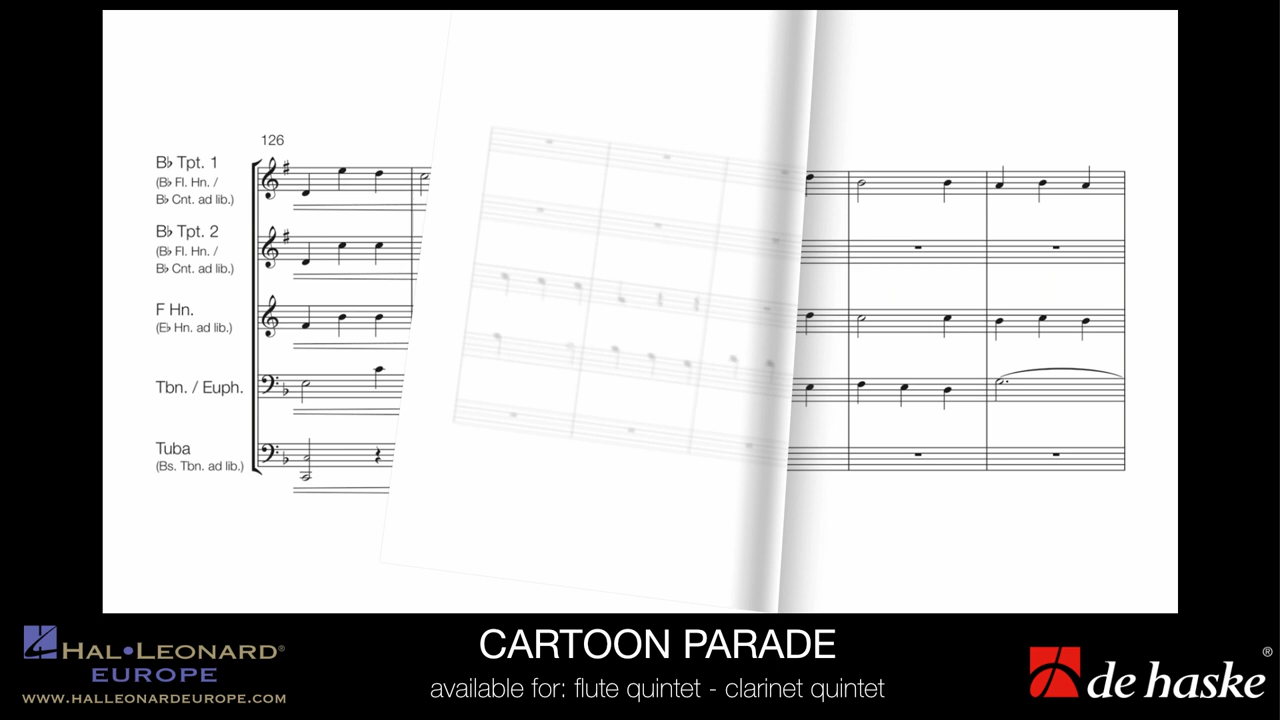 126
B♭ Tpt. 1
(B♭ Fl. Hn. /
B♭ Cnt. ad lib.)
B♭ Tpt. 2
(B♭ Fl. Hn. /
B♭ Cnt. ad lib.)
F Hn.
(E♭ Hn. ad lib.)
Tbn. / Euph.
Tuba
(Bs. Tbn. ad lib.)
HAL•LEONARD®
EUROPE
WWW.HALLEONARDEUROPE.COM
CARTOON PARADE
available for: flute quintet - clarinet quintet
de haske®